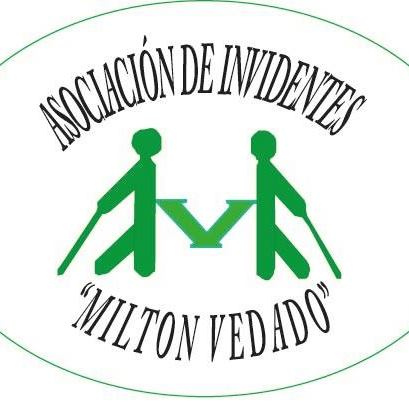 ASOCIACIÓN DE INVIDENTES
V
"MILTON VEDADO"